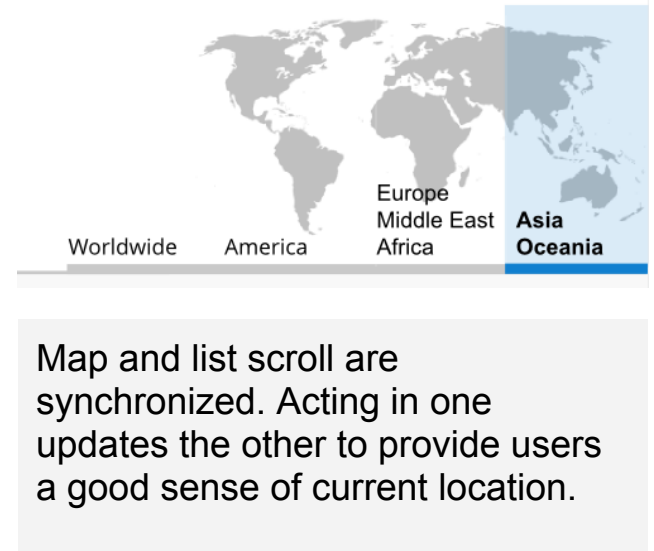 Worldwide
America
Europe
Middle East
Africa
Asia
Oceania
Map and list scroll are
synchronized. Acting in one
updates the other to provide users
a good sense of current location.